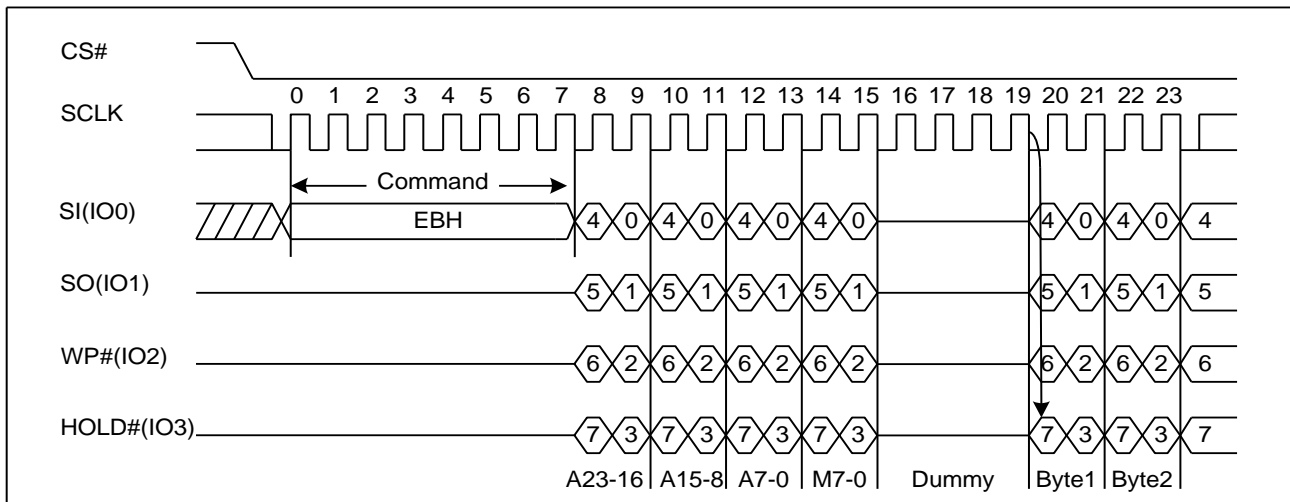 CS#
0 1 2 3 4 5 6 7 8 9 10 11 12 13 14 15 16 17 18 19 20 21 22 23
SCLK
Command
SI(IO0) EBH 4 0 4 0 4 0 4 0 4 0 4 0 4
SO(IO1) 5 1 5 1 5 1 5 1 5 1 5 1 5
WP#(IO2) 6 2 6 2 6 2 6 2 6 2 6 2 6
HOLD#(IO3) 7 3 7 3 7 3 7 3 7 3 7 3 7
A23-16 A15-8 A7-0 M7-0 Dummy Byte1 Byte2